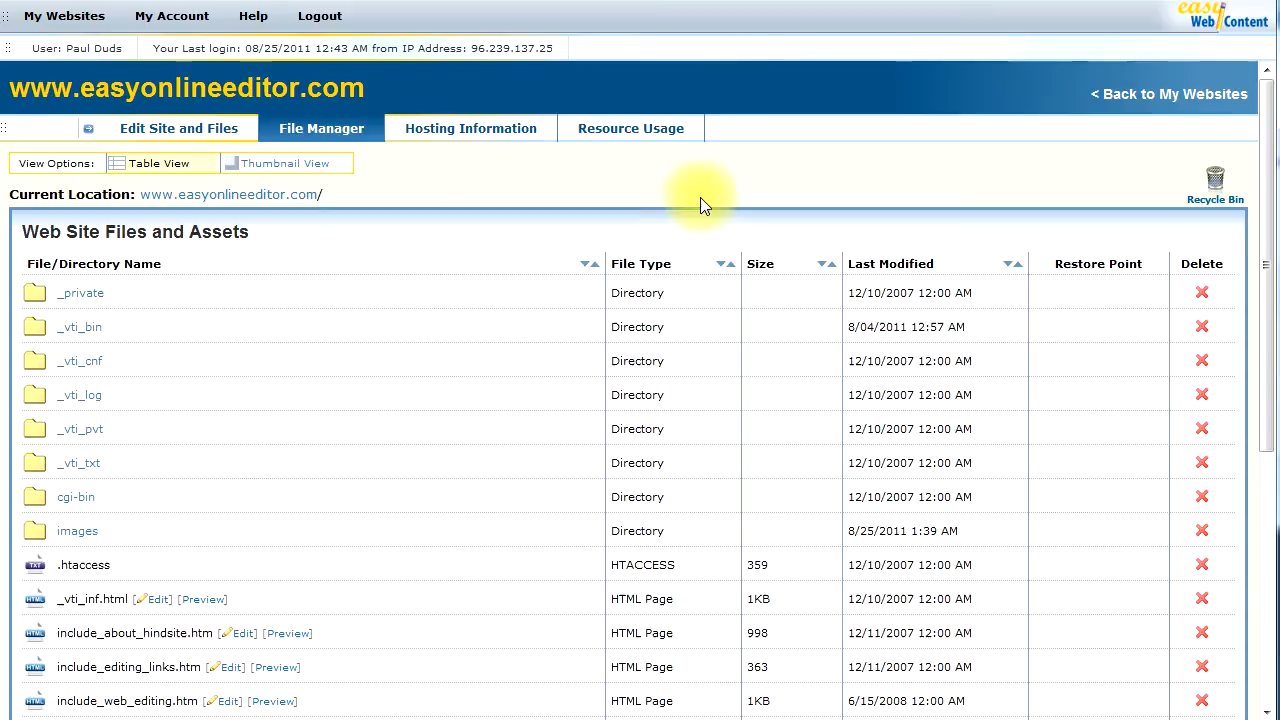 My Websites My Account Help Logout
easy Web Content
User: Paul Duds Your Last login: 08/25/2011 12:43 AM from IP Address: 96.239.137.25
www.easyonlineeditor.com
< Back to My Websites
Edit Site and Files File Manager Hosting Information Resource Usage
View Options: Table View Thumbnail View
Current Location: www.easyonlineeditor.com/
Recycle Bin
Web Site Files and Assets
File/Directory Name File Type Size Last Modified Restore Point Delete
_private Directory 12/10/2007 12:00 AM
_vti_bin Directory 8/04/2011 12:57 AM
_vti_cnf Directory 12/10/2007 12:00 AM
_vti_log Directory 12/10/2007 12:00 AM
_vti_pvt Directory 12/10/2007 12:00 AM
_vti_txt Directory 12/10/2007 12:00 AM
cgi-bin Directory 12/10/2007 12:00 AM
images Directory 8/25/2011 1:39 AM
TXT .htaccess HTACCESS 359 12/10/2007 12:00 AM
HTML _vti_inf.html [Edit] [Preview] HTML Page 1KB 12/10/2007 12:00 AM
HTML include_about_hindsite.htm [Edit] [Preview] HTML Page 998 12/11/2007 12:00 AM
HTML include_editing_links.htm [Edit] [Preview] HTML Page 363 12/11/2007 12:00 AM
HTML include_web_editing.htm [Edit] [Preview] HTML Page 1KB 6/15/2008 12:00 AM